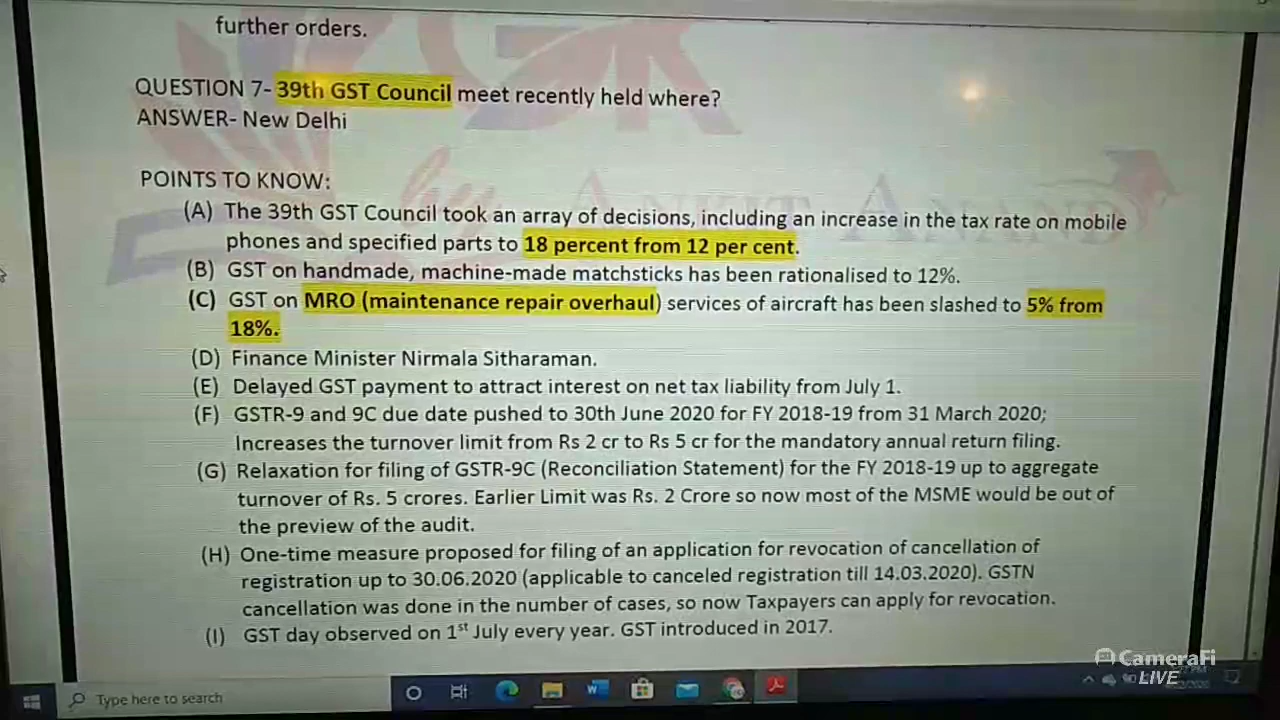 further orders.
QUESTION 7- 39th GST Council meet recently held where?
ANSWER- New Delhi
POINTS TO KNOW:
(A) The 39th GST Council took an array of decisions, including an increase in the tax rate on mobile
phones and specified parts to 18 percent from 12 per cent.
(B) GST on handmade, machine-made matchsticks has been rationalised to 12%.
(C) GST on MRO (maintenance repair overhaul) services of aircraft has been slashed to 5% from
18%.
(D) Finance Minister Nirmala Sitharaman.
(E) Delayed GST payment to attract interest on net tax liability from July 1.
(F) GSTR-9 and 9C due date pushed to 30th June 2020 for FY 2018-19 from 31 March 2020;
Increases the turnover limit from Rs 2 cr to Rs 5 cr for the mandatory annual return filing.
(G) Relaxation for filing of GSTR-9C (Reconciliation Statement) for the FY 2018-19 up to aggregate
turnover of Rs. 5 crores. Earlier Limit was Rs. 2 Crore so now most of the MSME would be out of
the preview of the audit.
(H) One-time measure proposed for filing of an application for revocation of cancellation of
registration up to 30.06.2020 (applicable to canceled registration till 14.03.2020). GSTN
cancellation was done in the number of cases, so now Taxpayers can apply for revocation.
(I) GST day observed on 1st July every year. GST introduced in 2017.
by ANKIT ANAND
CameraFi
LIVE
Type here to search